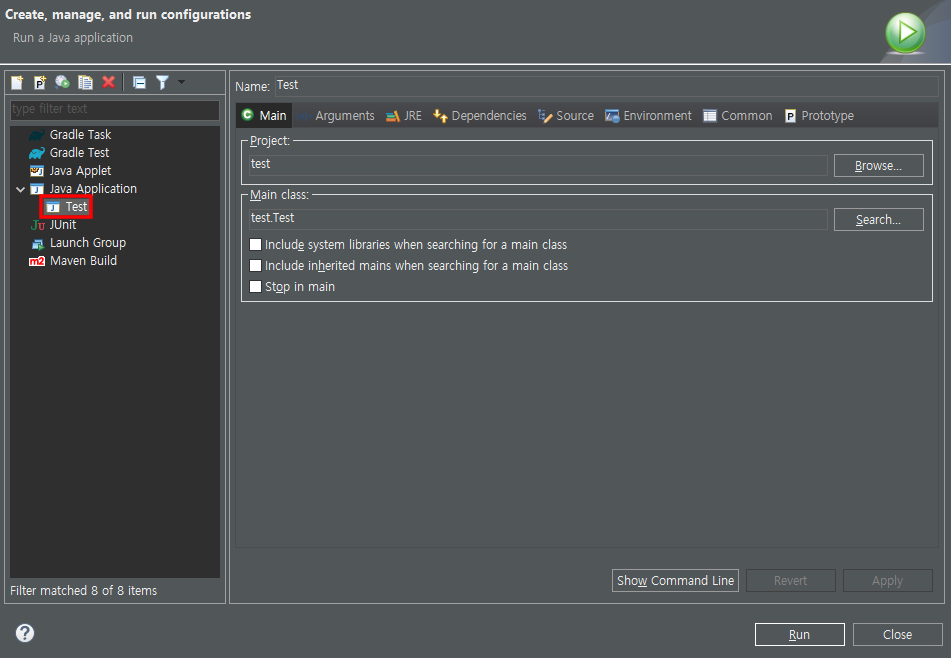 Create, manage, and run configurations
Run a Java application
type filter text
Gradle Task
Gradle Test
Java Applet
Java Application
Test
JUnit
Launch Group
Maven Build
Filter matched 8 of 8 items
Name: Test
Main Arguments JRE Dependencies Source Environment Common Prototype
Project:
test Browse...
Main class:
test.Test Search...
Include system libraries when searching for a main class
Include inherited mains when searching for a main class
Stop in main
Show Command Line Revert Apply
Run Close